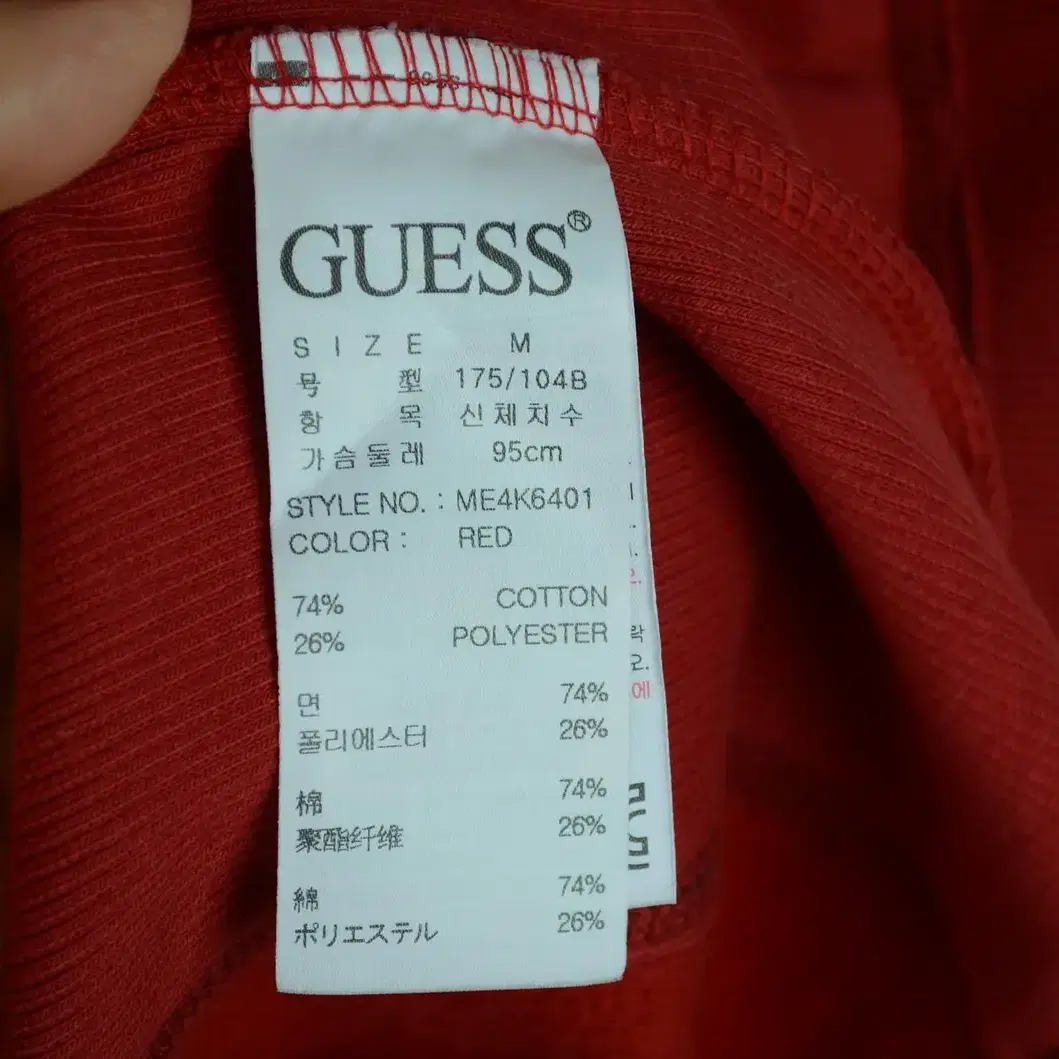 GUESS®
SIZE M
号型 175/104B
항목 신체치수
가슴둘레 95cm
STYLE NO. : ME4K6401
COLOR : RED
74% COTTON
26% POLYESTER
면 74%
폴리에스터 26%
棉 74%
聚酯纤维 26%
綿 74%
ポリエステル 26%